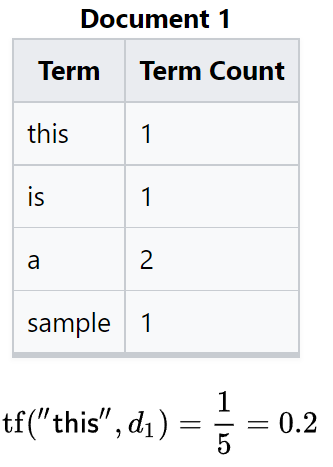 Document 1
Term Term Count
this 1
is 1
a 2
sample 1
tf("this", d₁) = 1/5 = 0.2